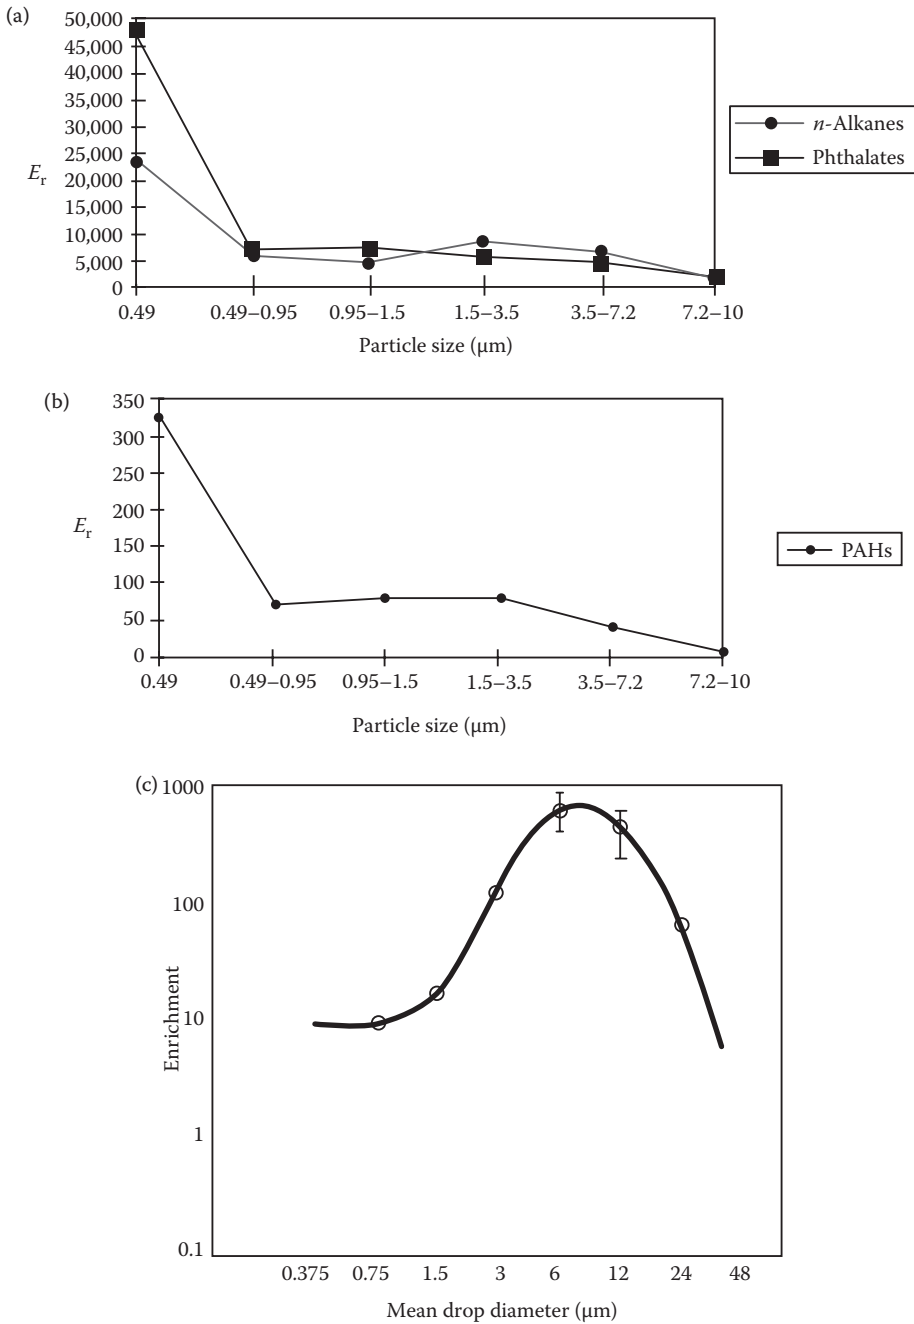 (a)
50,000
45,000
40,000
35,000
30,000
25,000
20,000
15,000
10,000
5,000
0
Er
0.49 0.49–0.95 0.95–1.5 1.5–3.5 3.5–7.2 7.2–10
Particle size (µm)
n-Alkanes
Phthalates
(b)
350
300
250
200
150
100
50
0
Er
0.49 0.49–0.95 0.95–1.5 1.5–3.5 3.5–7.2 7.2–10
Particle size (µm)
PAHs
(c)
1000
100
10
1
0.1
Enrichment
0.375 0.75 1.5 3 6 12 24 48
Mean drop diameter (µm)